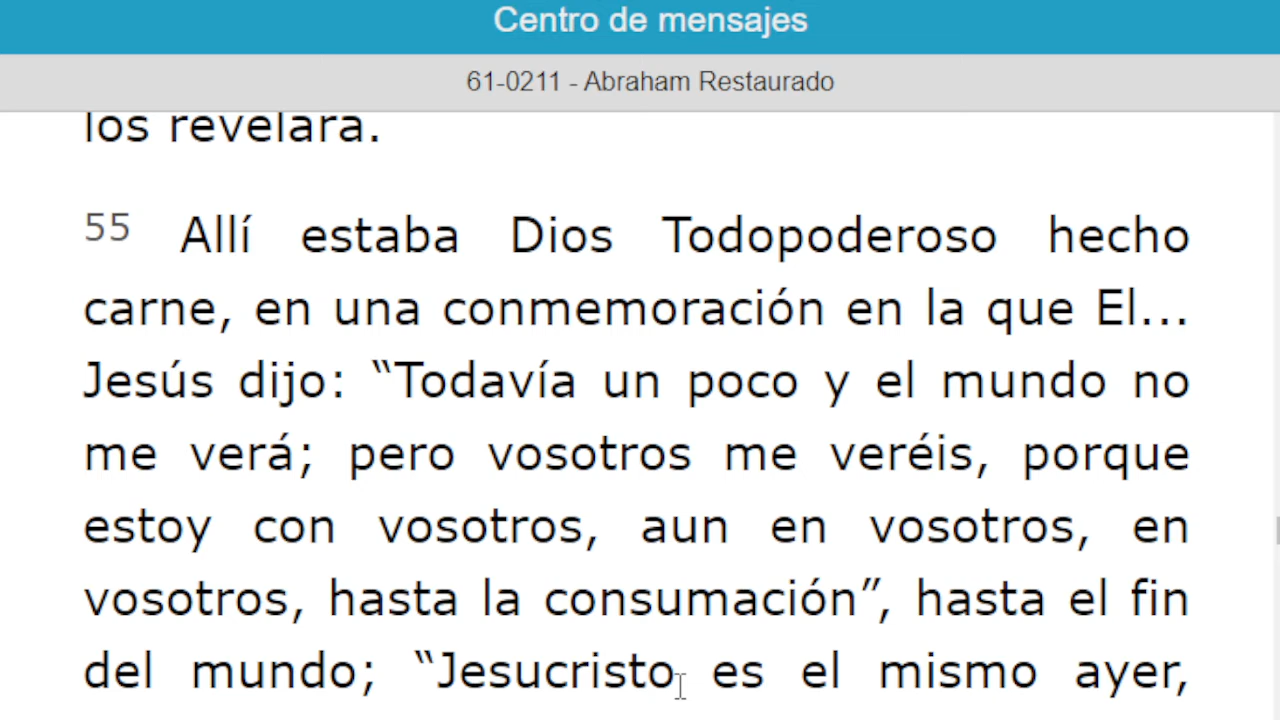 Centro de mensajes
61-0211 - Abraham Restaurado
los revelara.
55 Allí estaba Dios Todopoderoso hecho
carne, en una conmemoración en la que El...
Jesús dijo: “Todavía un poco y el mundo no
me verá; pero vosotros me veréis, porque
estoy con vosotros, aun en vosotros, en
vosotros, hasta la consumación”, hasta el fin
del mundo; “Jesucristo es el mismo ayer,